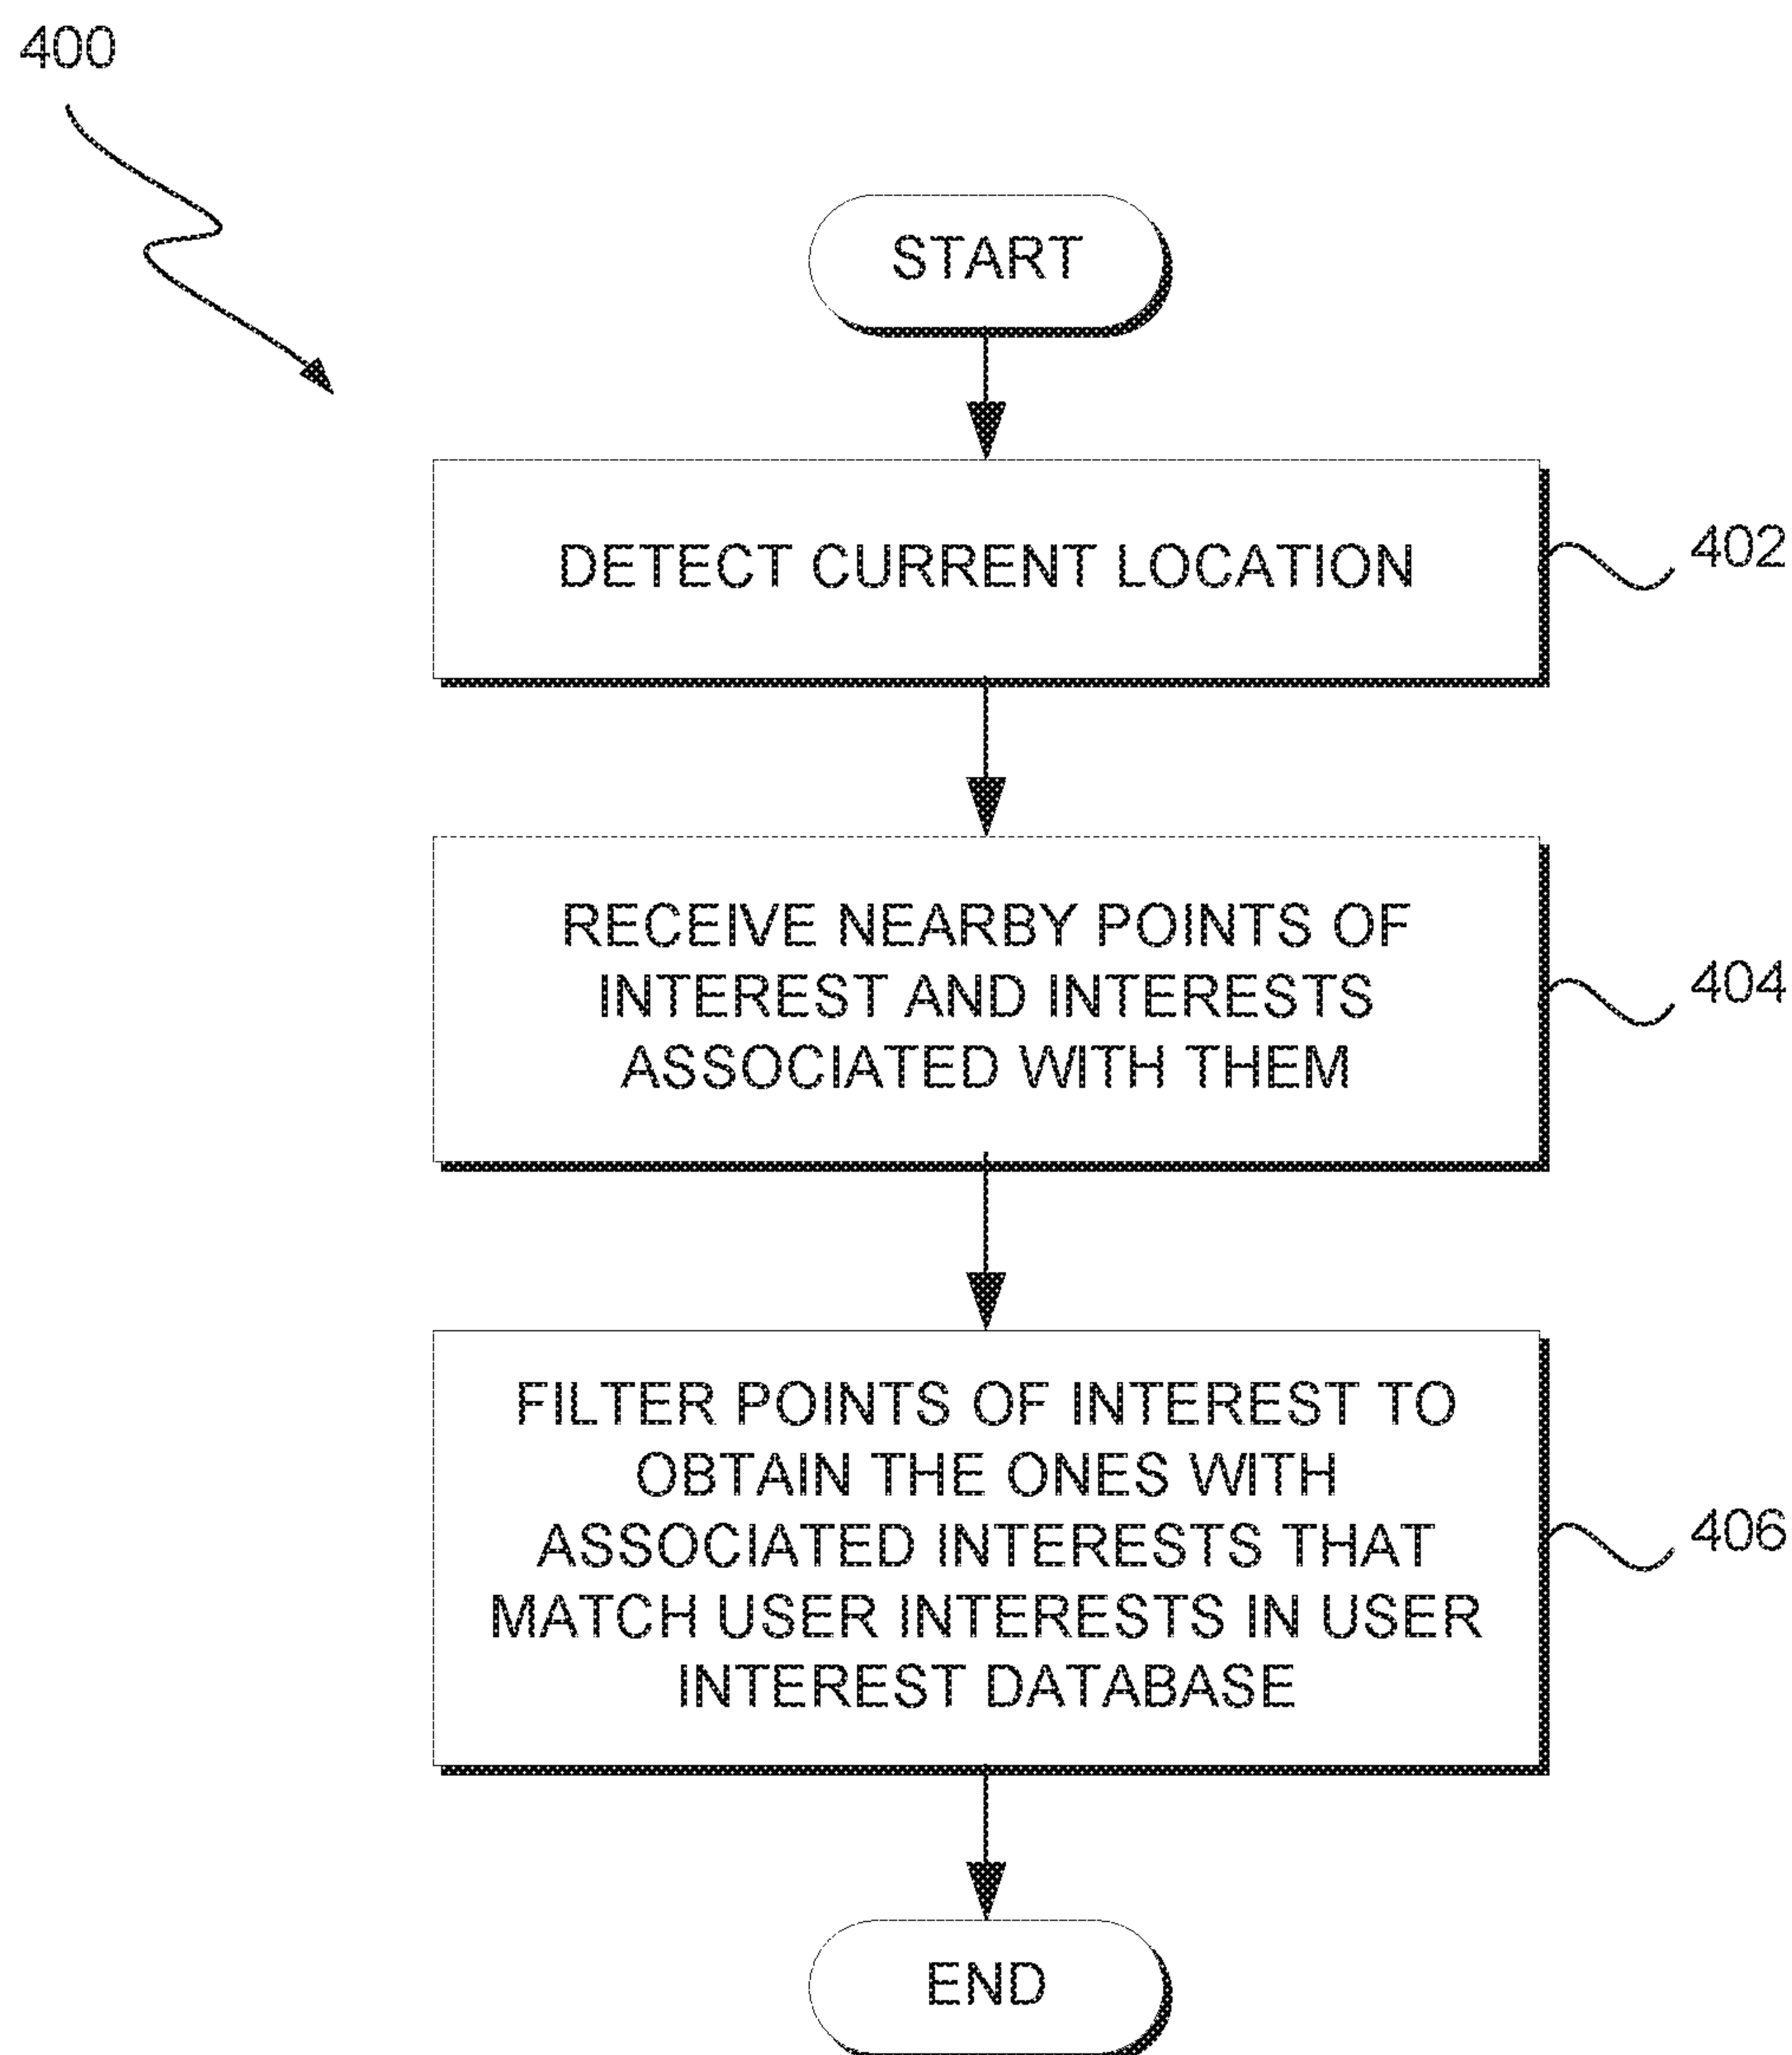 400
START
DETECT CURRENT LOCATION
402
RECEIVE NEARBY POINTS OF
INTEREST AND INTERESTS
ASSOCIATED WITH THEM
404
FILTER POINTS OF INTEREST TO
OBTAIN THE ONES WITH
ASSOCIATED INTERESTS THAT
MATCH USER INTERESTS IN USER
INTEREST DATABASE
406
END